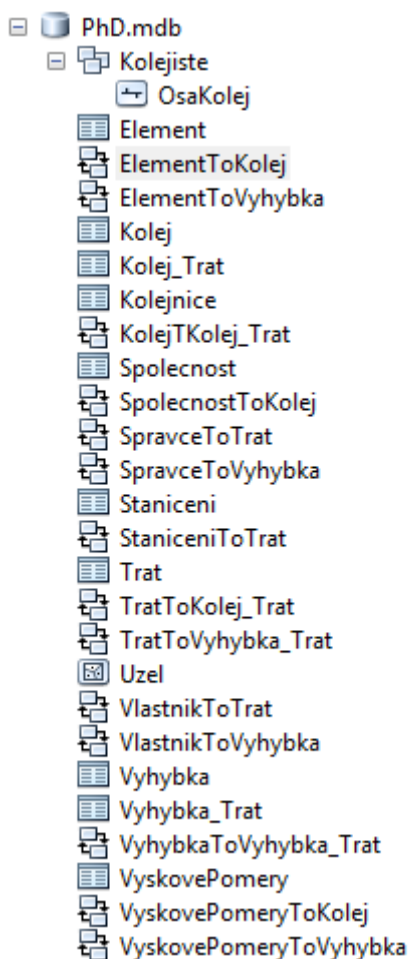 PhD.mdb
Kolejiste
OsaKolej
Element
ElementToKolej
ElementToVyhybka
Kolej
Kolej_Trat
Kolejnice
KolejTKolej_Trat
Spolecnost
SpolecnostToKolej
SpravceToTrat
SpravceToVyhybka
Staniceni
StaniceniToTrat
Trat
TratToKolej_Trat
TratToVyhybka_Trat
Uzel
VlastnikToTrat
VlastnikToVyhybka
Vyhybka
Vyhybka_Trat
VyhybkaToVyhybka_Trat
VyskovePomery
VyskovePomeryToKolej
VyskovePomeryToVyhybka